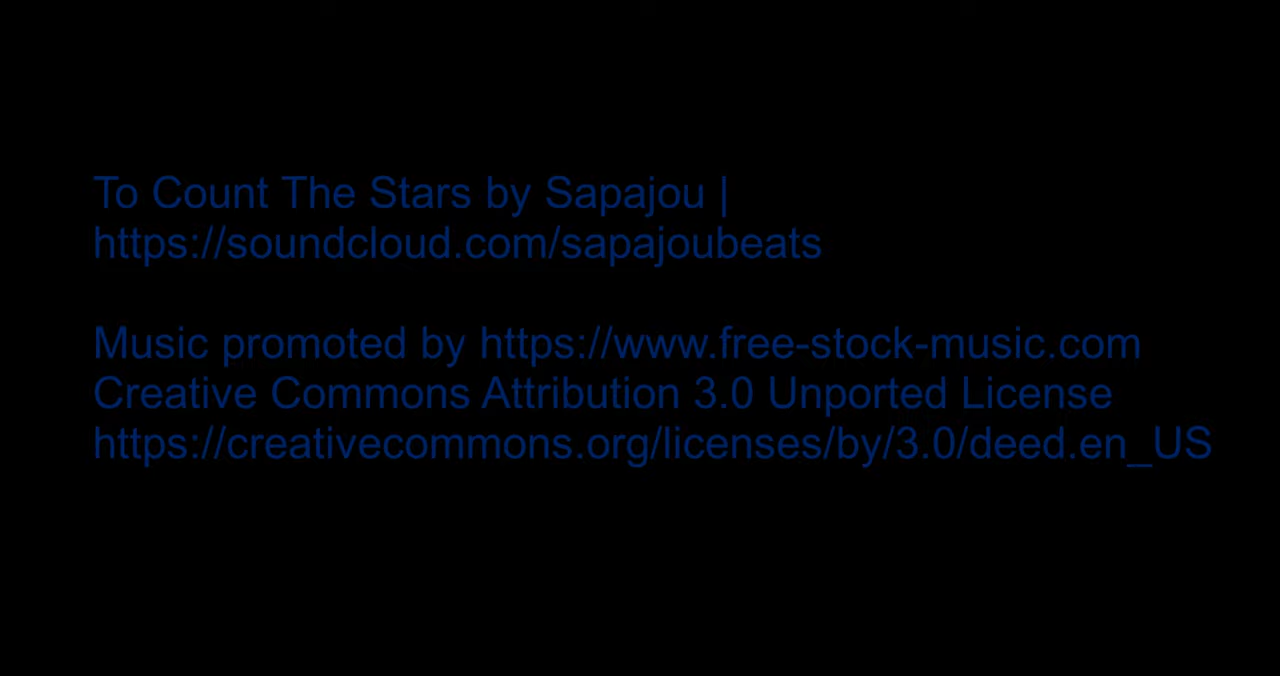 To Count The Stars by Sapajou |
https://soundcloud.com/sapajoubeats
Music promoted by https://www.free-stock-music.com
Creative Commons Attribution 3.0 Unported License
https://creativecommons.org/licenses/by/3.0/deed.en_US